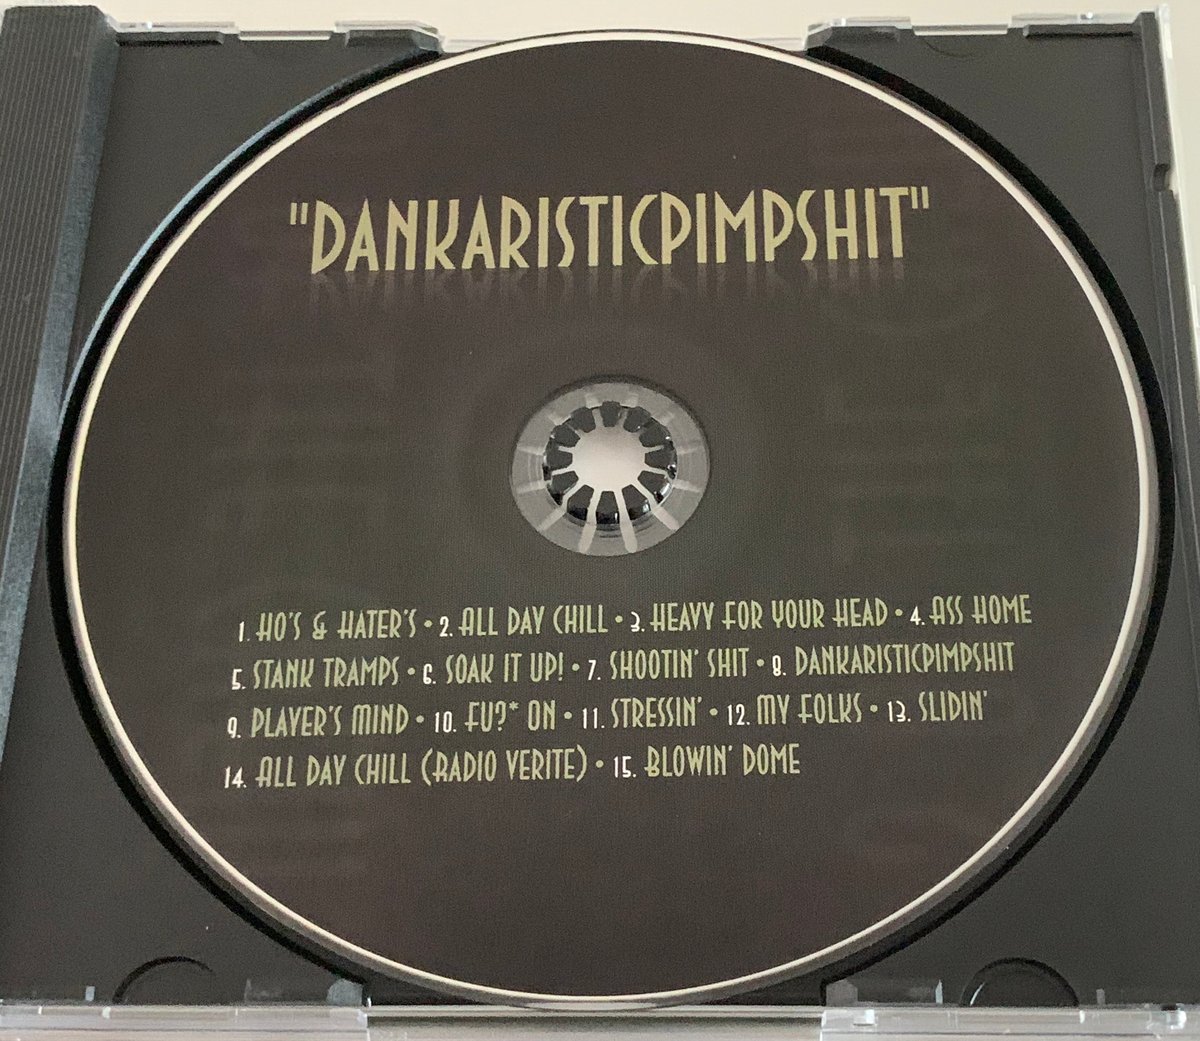 "DANKARISTICPIMPSHIT"
1. HO'S & HATER'S • 2. ALL DAY CHILL • 3. HEAVY FOR YOUR HEAD • 4. ASS HOME
5. STANK TRAMPS • 6. SOAK IT UP! • 7. SHOOTIN' SHIT • 8. DANKARISTICPIMPSHIT
9. PLAYER'S MIND • 10. FU?* ON • 11. STRESSIN' • 12. MY FOLKS • 13. SLIDIN'
14. ALL DAY CHILL (RADIO VERITE) • 15. BLOWIN' DOME